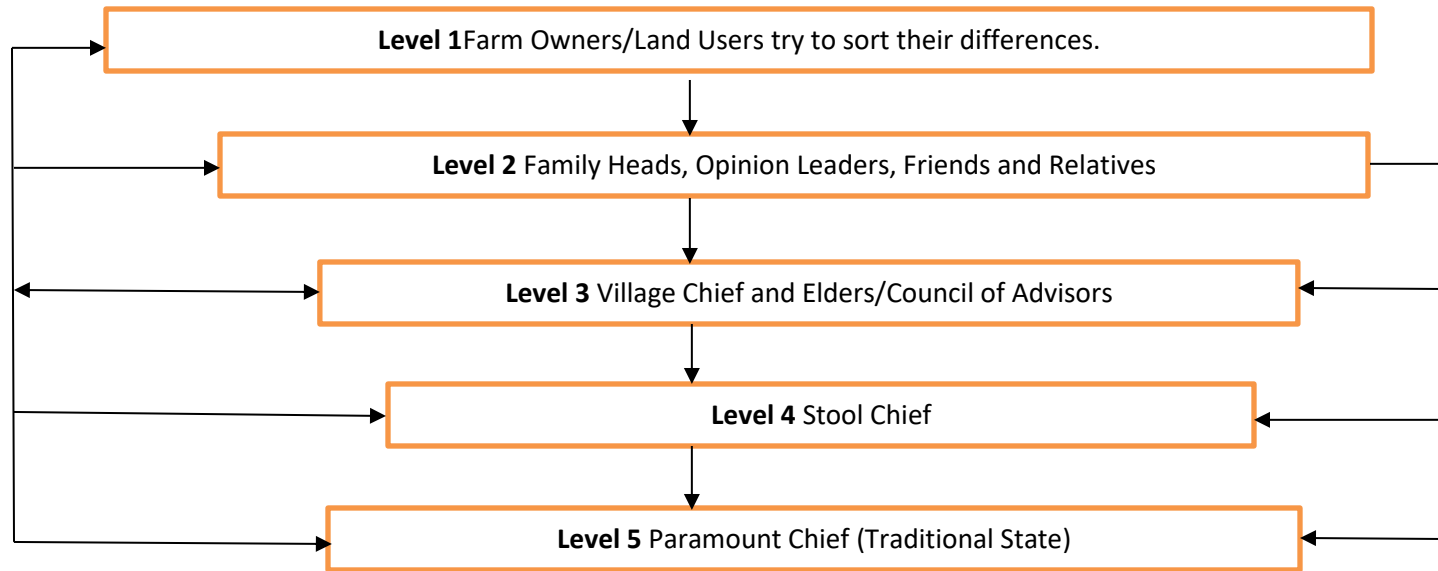 Level 1Farm Owners/Land Users try to sort their differences.
Level 2 Family Heads, Opinion Leaders, Friends and Relatives
Level 3 Village Chief and Elders/Council of Advisors
Level 4 Stool Chief
Level 5 Paramount Chief (Traditional State)